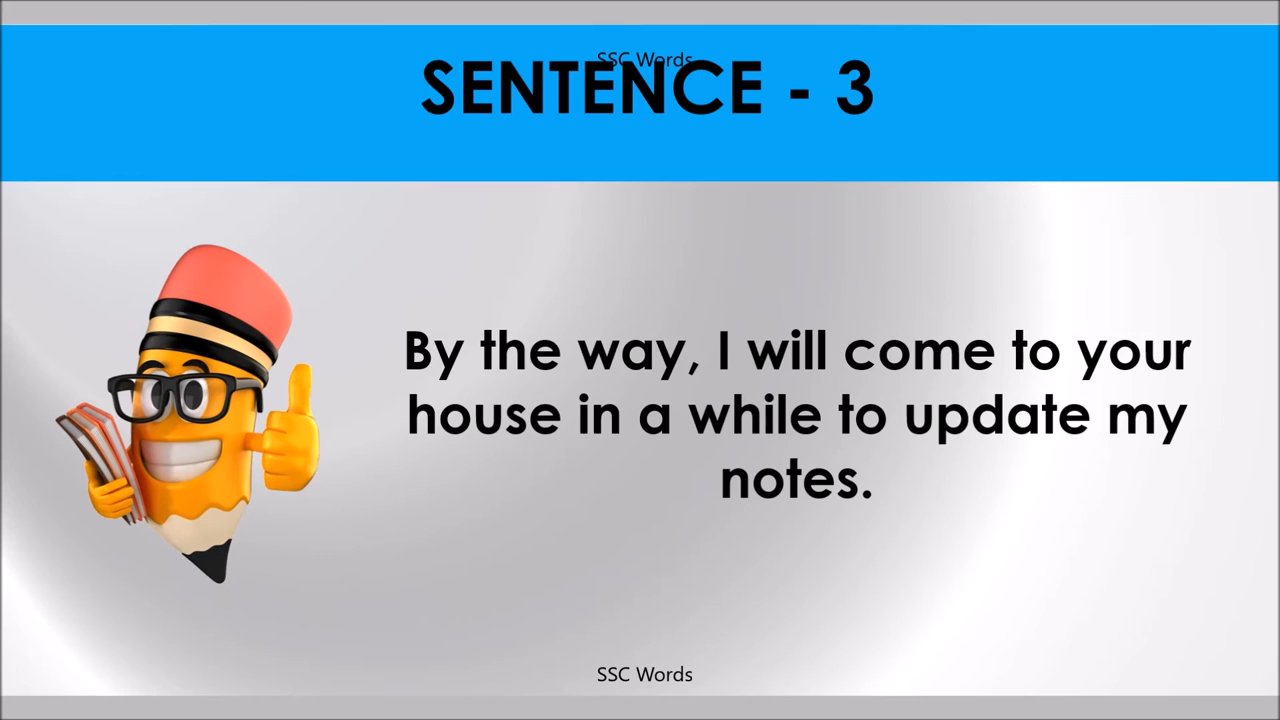 SSC Words
SENTENCE - 3
By the way, I will come to your
house in a while to update my
notes.
SSC Words